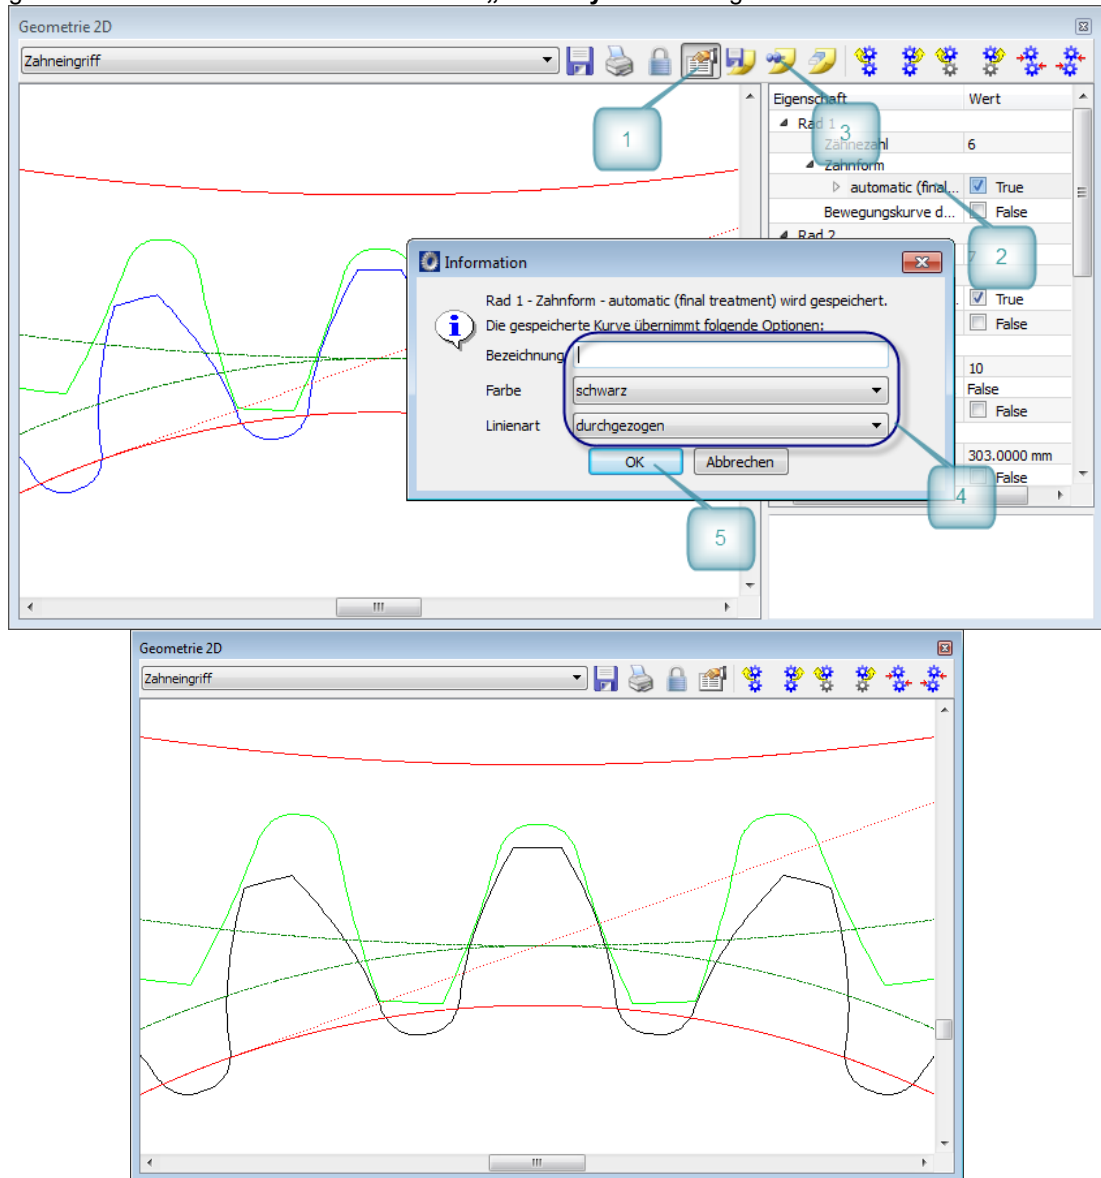 Geometrie 2D
Zahneingriff
Eigenschaft Wert
Rad 1
Zähnezahl 6
Zahnform
automatic (final... True
Bewegungskurve d... False
Rad 2
7
True
False
10
False
False
303.0000 mm
False
1
3
2
4
5
Information
Rad 1 - Zahnform - automatic (final treatment) wird gespeichert.
Die gespeicherte Kurve übernimmt folgende Optionen:
Bezeichnung
Farbe schwarz
Linienart durchgezogen
OK Abbrechen
Geometrie 2D
Zahneingriff